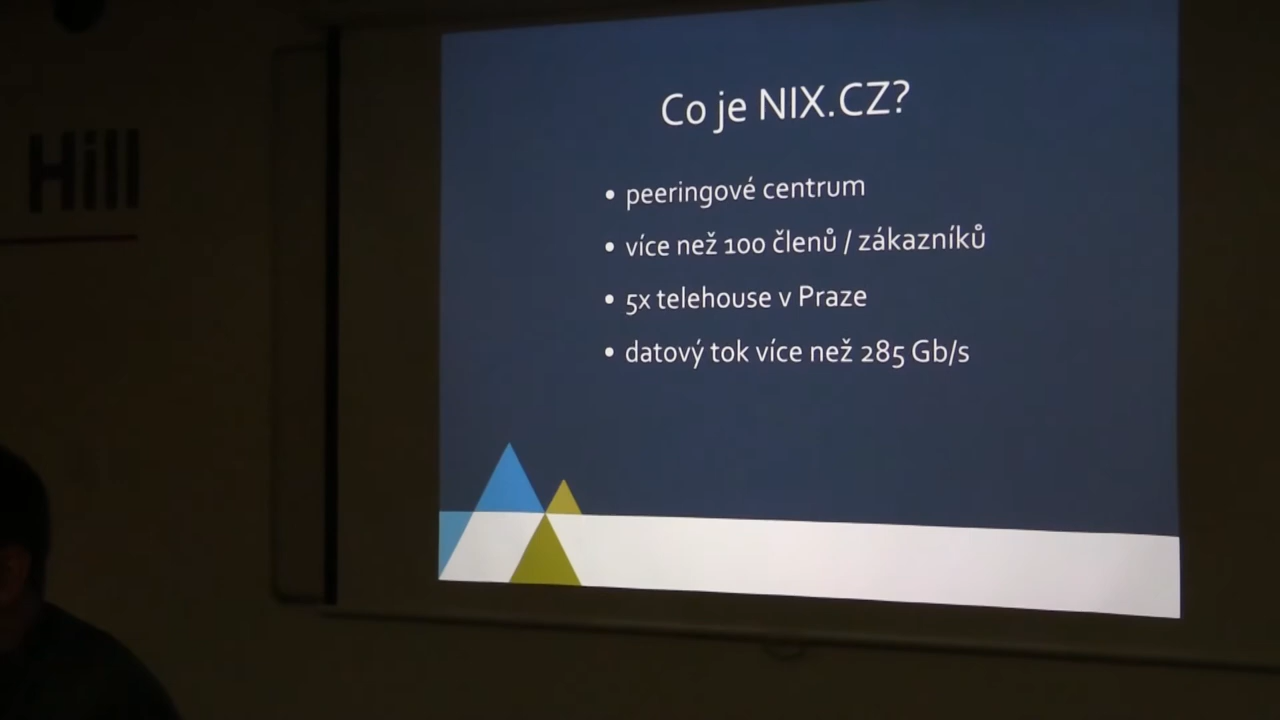 Hill
Co je NIX.CZ?
• peeringové centrum
• více než 100 členů / zákazníků
• 5x telehouse v Praze
• datový tok více než 285 Gb/s